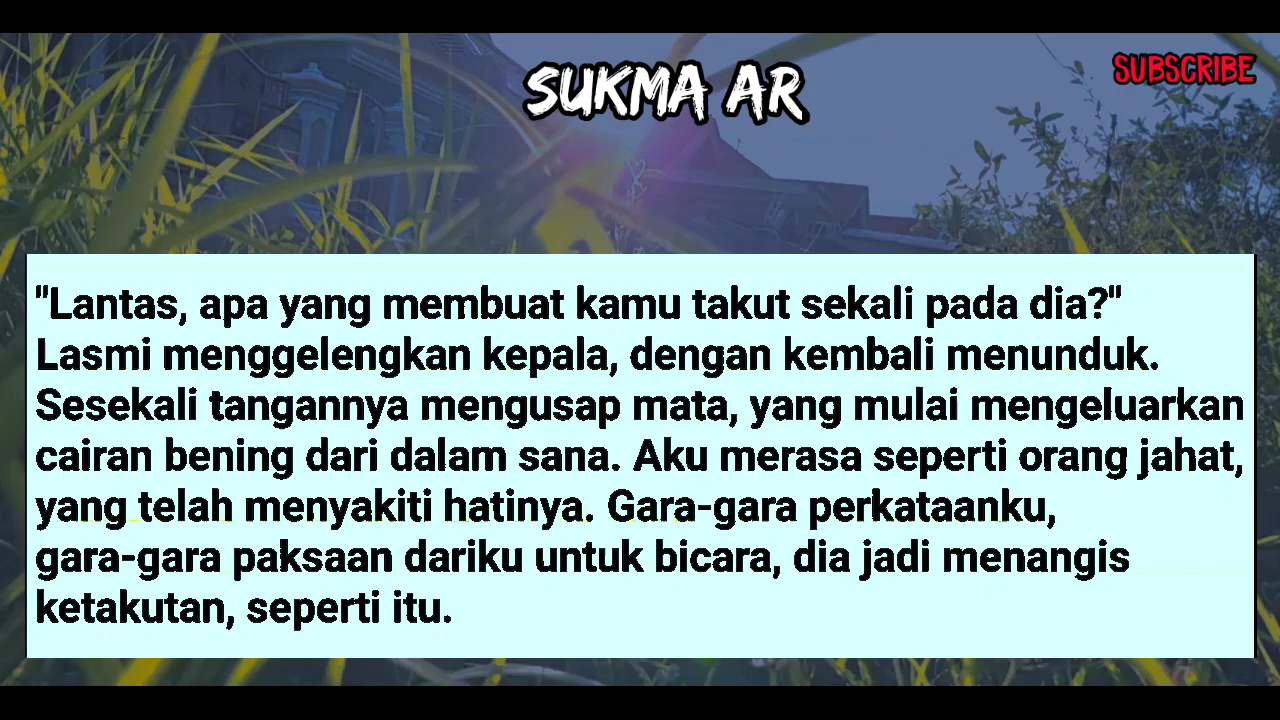 SUKMA AR
SUBSCRIBE
"Lantas, apa yang membuat kamu takut sekali pada dia?"
Lasmi menggelengkan kepala, dengan kembali menunduk.
Sesekali tangannya mengusap mata, yang mulai mengeluarkan
cairan bening dari dalam sana. Aku merasa seperti orang jahat,
yang telah menyakiti hatinya. Gara-gara perkataanku,
gara-gara paksaan dariku untuk bicara, dia jadi menangis
ketakutan, seperti itu.